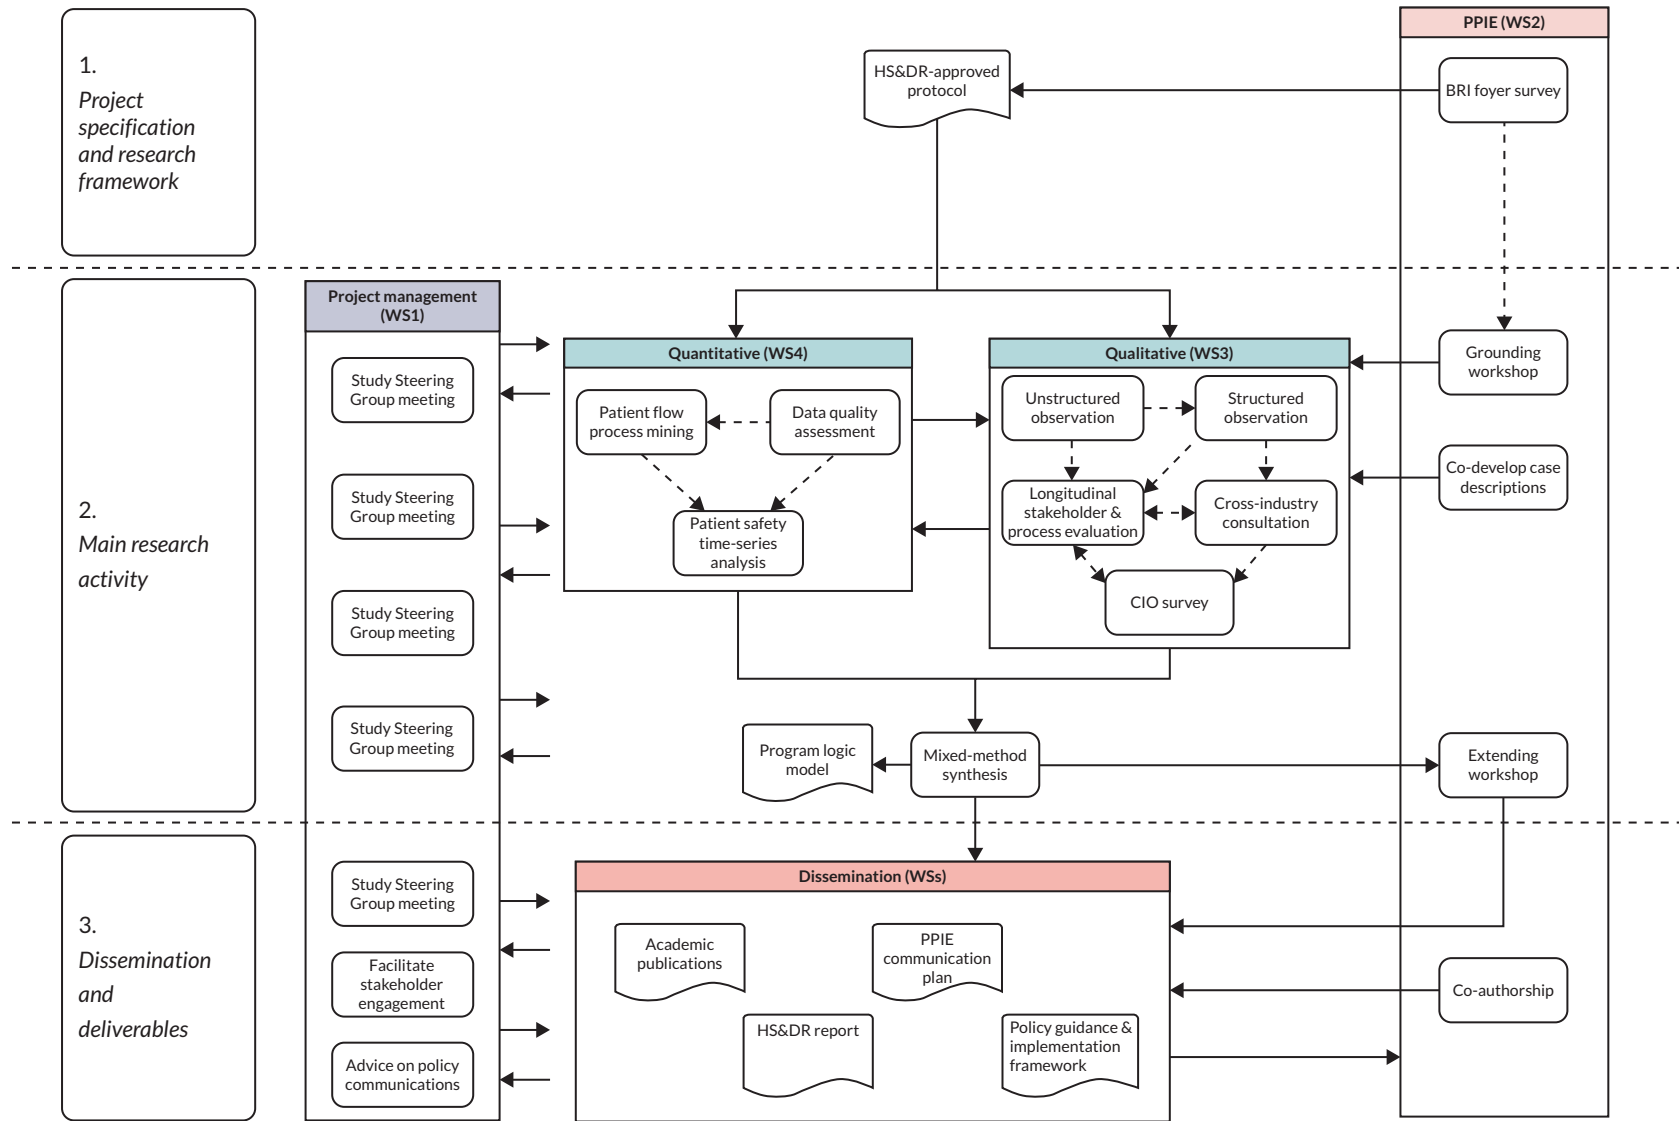 1.
Project
specification
and research
framework
HS&DR-approved
protocol
PPIE (WS2)
BRI foyer survey
2.
Main research
activity
Project management
(WS1)
Study Steering
Group meeting
Study Steering
Group meeting
Study Steering
Group meeting
Study Steering
Group meeting
Quantitative (WS4)
Patient flow
process mining
Data quality
assessment
Patient safety
time-series
analysis
Qualitative (WS3)
Unstructured
observation
Structured
observation
Longitudinal
stakeholder &
process evaluation
Cross-industry
consultation
CIO survey
Grounding
workshop
Co-develop case
descriptions
Program logic
model
Mixed-method
synthesis
Extending
workshop
3.
Dissemination
and
deliverables
Study Steering
Group meeting
Facilitate
stakeholder
engagement
Advice on policy
communications
Dissemination (WSs)
Academic
publications
PPIE
communication
plan
HS&DR report
Policy guidance &
implementation
framework
Co-authorship